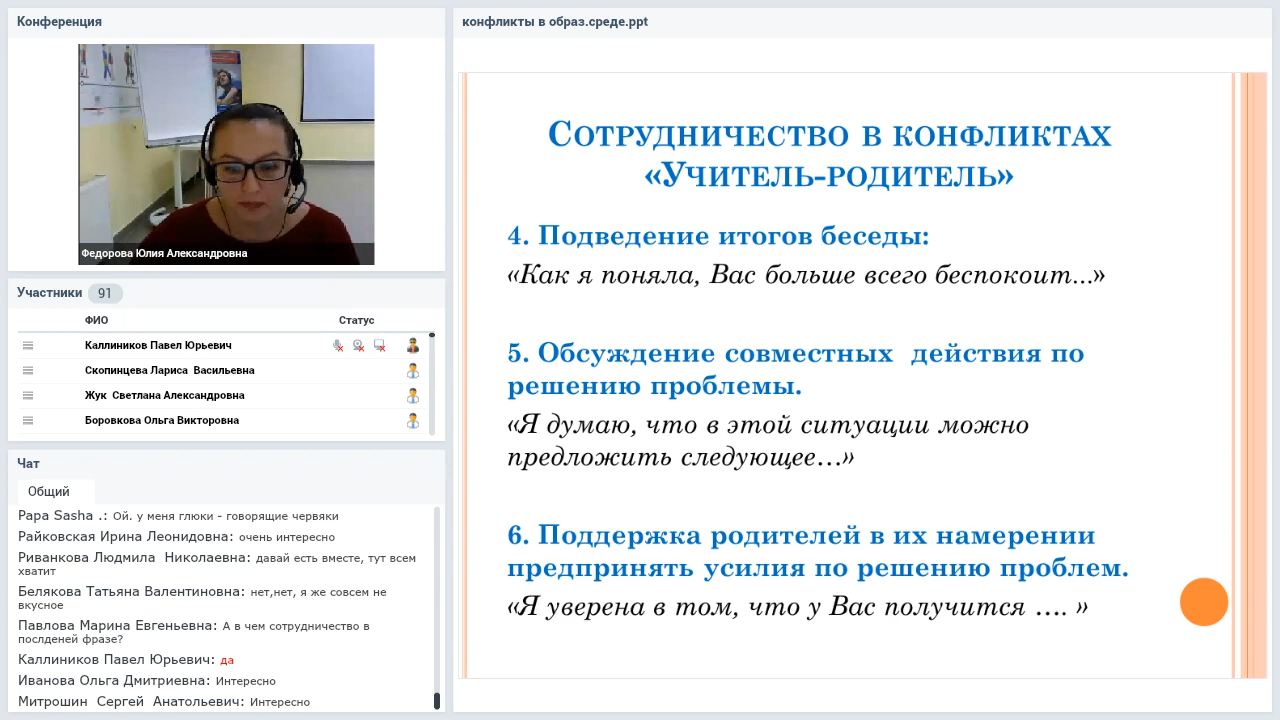 Конференция
Федорова Юлия Александровна
Участники 91
ФИО Статус
Каллиников Павел Юрьевич
Скопинцева Лариса Васильевна
Жук Светлана Александровна
Боровкова Ольга Викторовна
Чат
Общий
Papa Sasha .: Ой. у меня глюки - говорящие червяки
Райковская Ирина Леонидовна: очень интересно
Риванкова Людмила Николаевна: давай есть вместе, тут всем
хватит
Белякова Татьяна Валентиновна: нет,нет, я же совсем не
вкусное
Павлова Марина Евгеньевна: А в чем сотрудничество в
посдденей фразе?
Каллиников Павел Юрьевич: да
Иванова Ольга Дмитриевна: Интересно
Митрошин Сергей Анатольевич: Интересно
конфликты в образ.среде.ppt
Сотрудничество в конфликтах
«Учитель-родитель»
4. Подведение итогов беседы:
«Как я поняла, Вас больше всего беспокоит...»
5. Обсуждение совместных действия по
решению проблемы.
«Я думаю, что в этой ситуации можно
предложить следующее...»
6. Поддержка родителей в их намерении
предпринять усилия по решению проблем.
«Я уверена в том, что у Вас получится .... »